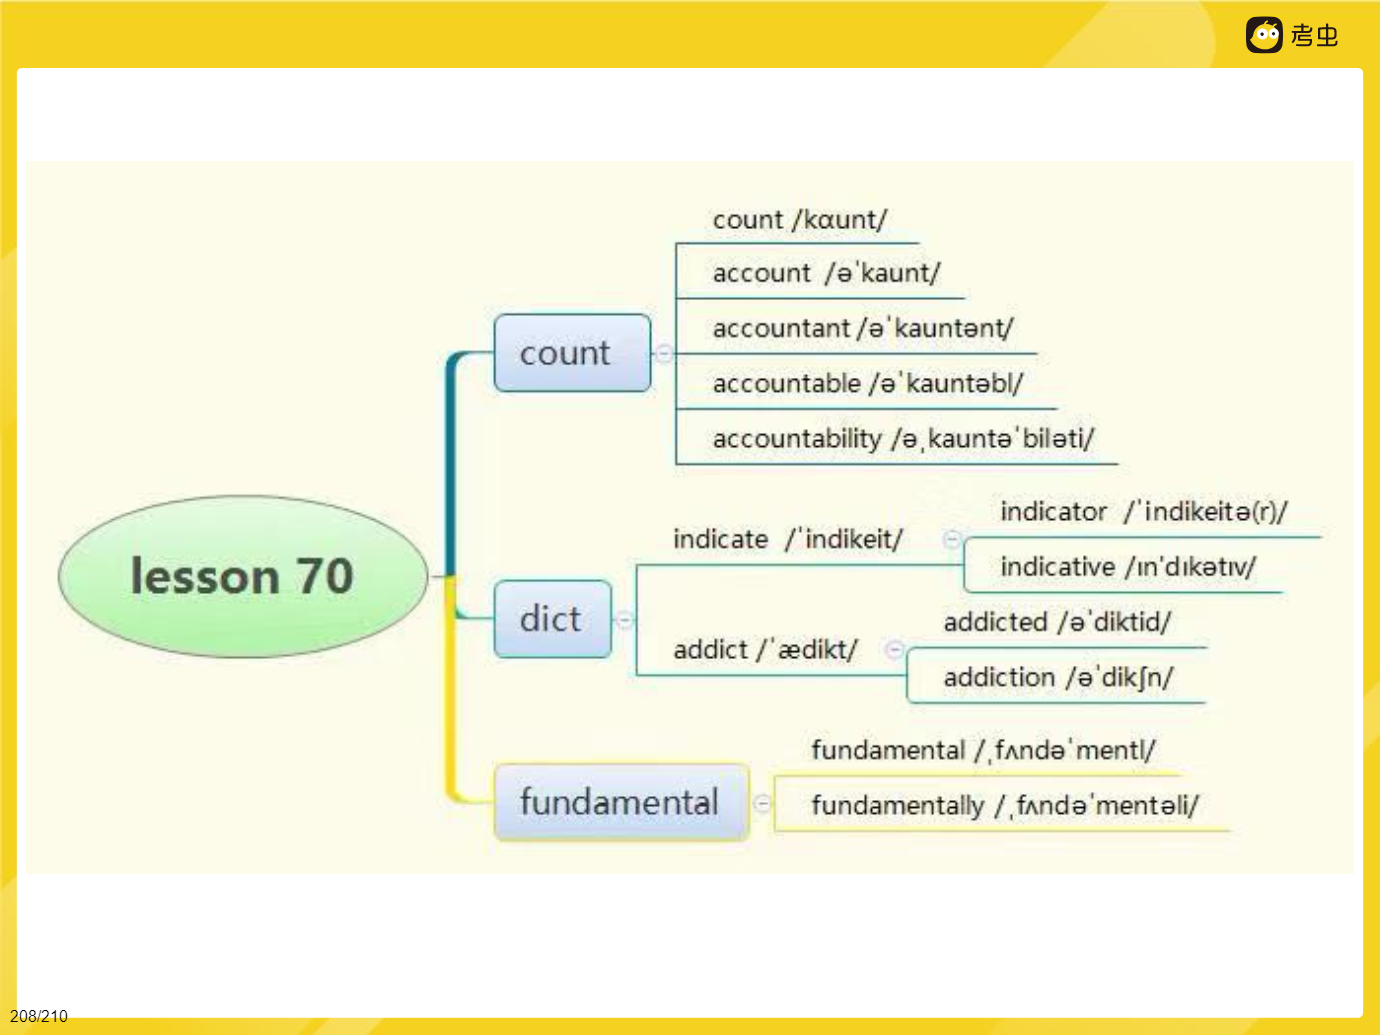 考虫
count /kɑunt/
account /əˈkaunt/
accountant /əˈkauntənt/
count
accountable /əˈkauntəbl/
accountability /əˌkauntəˈbiləti/
lesson 70
dict
indicate /ˈindikeit/
indicator /ˈindikeitə(r)/
indicative /ɪnˈdɪkətɪv/
addict /ˈædikt/
addicted /əˈdiktid/
addiction /əˈdikʃn/
fundamental
fundamental /ˌfʌndəˈmentl/
fundamentally /ˌfʌndəˈmentəli/
208/210